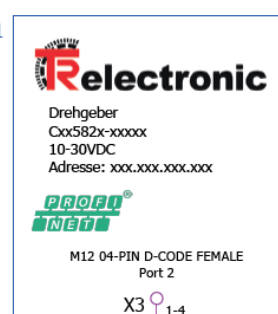 TRelectronic
Drehgeber
Cxx582x-xxxxx
10-30VDC
Adresse: xxx.xxx.xxx.xxx
PROFI®
NET
M12 04-PIN D-CODE FEMALE
Port 2
X3 1-4